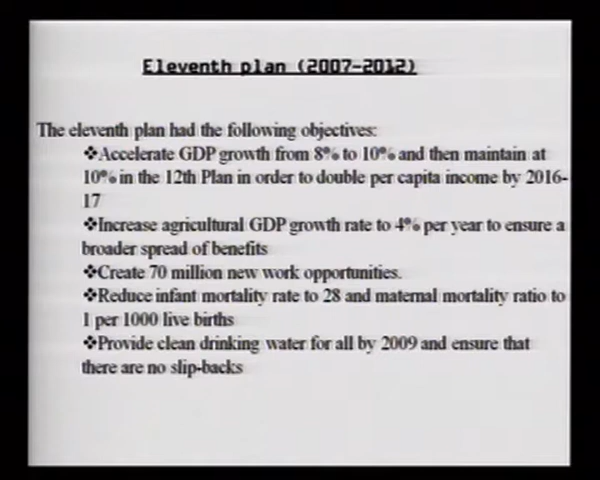 Eleventh plan (2007-2012)
The eleventh plan had the following objectives:
❖Accelerate GDP growth from 8% to 10% and then maintain at
10% in the 12th Plan in order to double per capita income by 2016-
17
❖Increase agricultural GDP growth rate to 4% per year to ensure a
broader spread of benefits
❖Create 70 million new work opportunities.
❖Reduce infant mortality rate to 28 and maternal mortality ratio to
1 per 1000 live births
❖Provide clean drinking water for all by 2009 and ensure that
there are no slip-backs